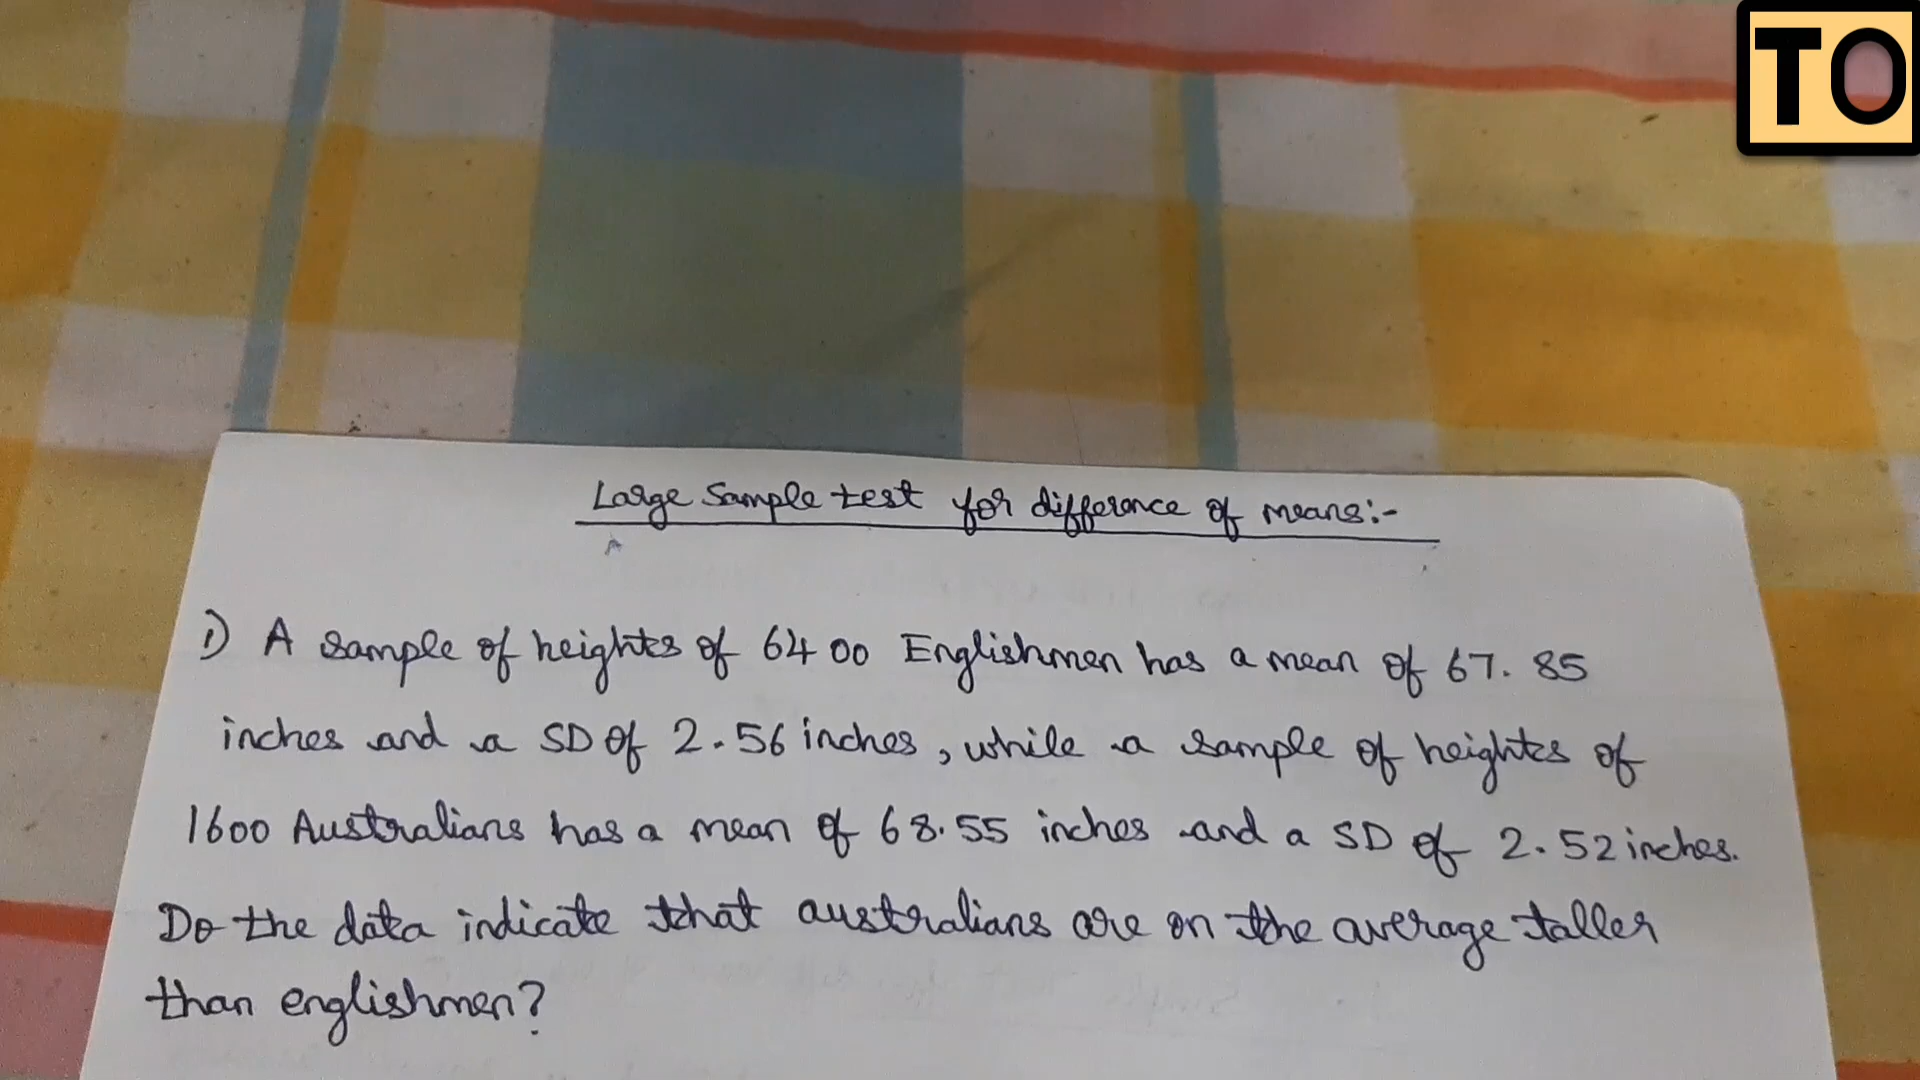 TO
Large Sample test for difference of means:-
1) A sample of heights of 6400 Englishmen has a mean of 67.85
inches and a SD of 2.56 inches, while a sample of heights of
1600 Australians has a mean of 68.55 inches and a SD of 2.52 inches.
Do the data indicate that australians are on the average taller
than englishmen?